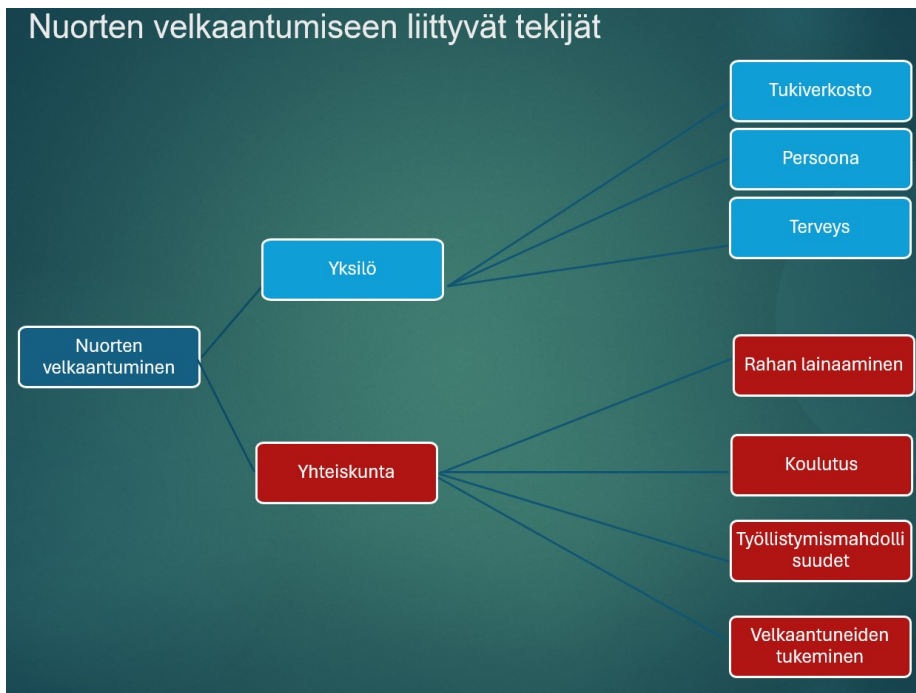 Nuorten velkaantumiseen liittyvät tekijät
Tukiverkosto
Persoona
Terveys
Yksilö
Nuorten
velkaantuminen
Rahan lainaaminen
Yhteiskunta
Koulutus
Työllistymismahdolli
suudet
Velkaantuneiden
tukeminen